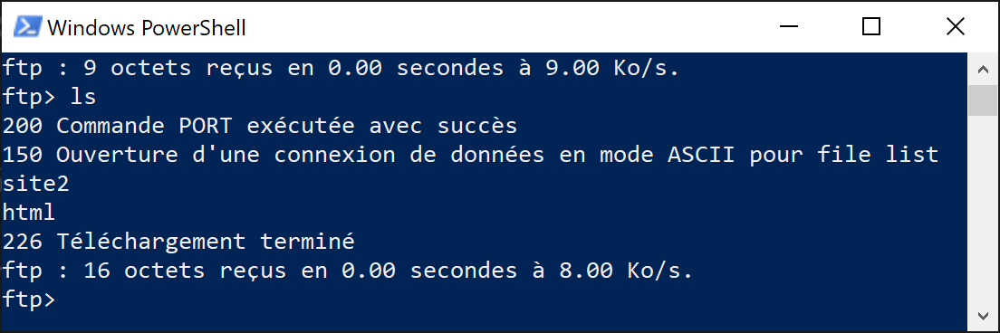 Windows PowerShell
ftp : 9 octets reçus en 0.00 secondes à 9.00 Ko/s.
ftp> ls
200 Commande PORT exécutée avec succès
150 Ouverture d'une connexion de données en mode ASCII pour file list
site2
html
226 Téléchargement terminé
ftp : 16 octets reçus en 0.00 secondes à 8.00 Ko/s.
ftp>